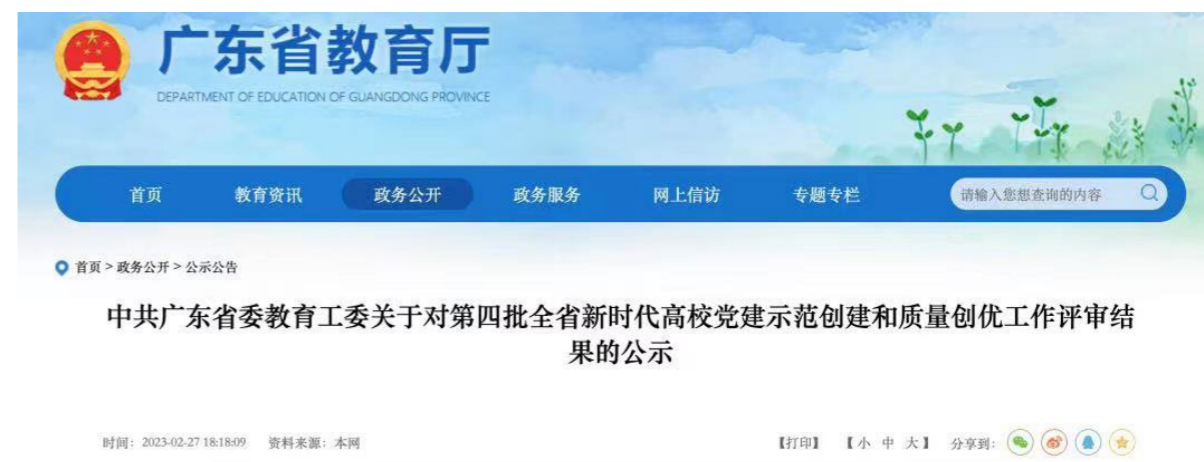 广东省教育厅
DEPARTMENT OF EDUCATION OF GUANGDONG PROVINCE
首页 教育资讯 政务公开 政务服务 网上信访 专题专栏 请输入您想查询的内容
首页 > 政务公开 > 公示公告
中共广东省委教育工委关于对第四批全省新时代高校党建示范创建和质量创优工作评审结
果的公示
时间：2023-02-27 18:18:09 资料来源：本网 【打印】 【小 中 大】 分享到：